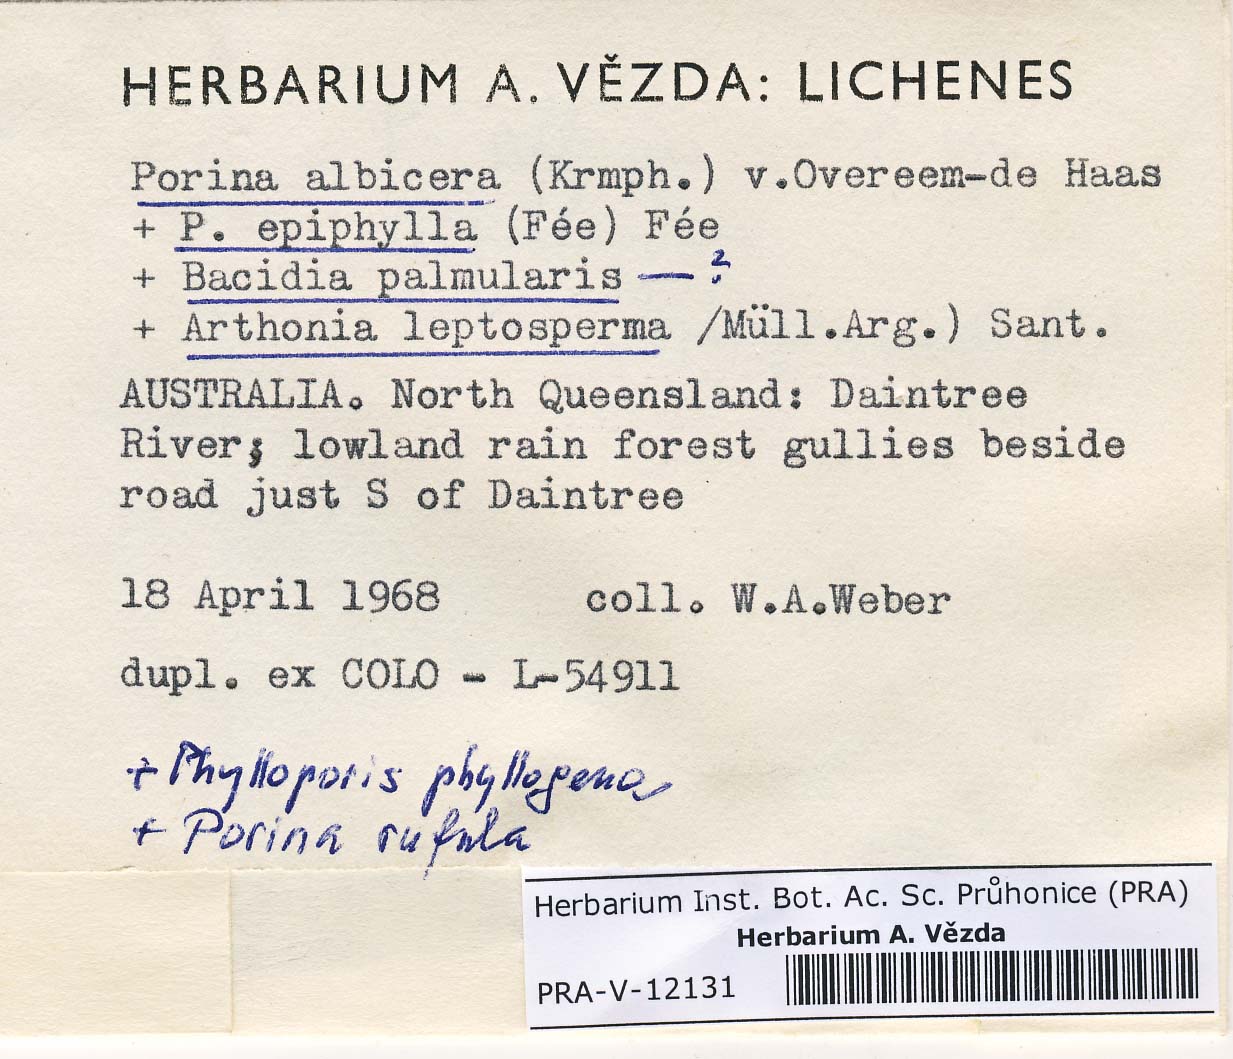 HERBARIUM A. VĚZDA: LICHENES
Porina albicera (Krmph.) v.Overeem-de Haas
+ P. epiphylla (Fée) Fée
+ Bacidia palmularis — ?
+ Arthonia leptosperma /Müll.Arg.) Sant.
AUSTRALIA. North Queensland: Daintree
River; lowland rain forest gullies beside
road just S of Daintree
18 April 1968 coll. W.A.Weber
dupl. ex COLO - L-54911
+ Phylloporis phyllogena
+ Porina rufula
Herbarium Inst. Bot. Ac. Sc. Průhonice (PRA)
Herbarium A. Vězda
PRA-V-12131